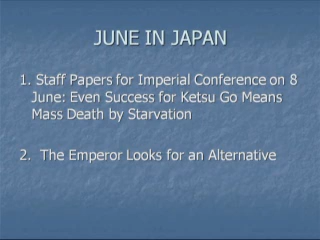 JUNE IN JAPAN
1. Staff Papers for Imperial Conference on 8
June: Even Success for Ketsu Go Means
Mass Death by Starvation
2. The Emperor Looks for an Alternative